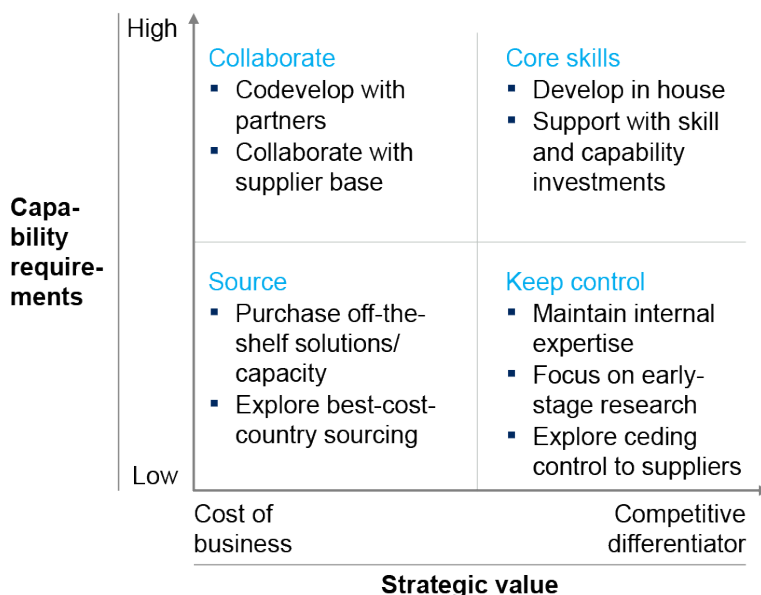 High
Collaborate
▪ Codevelop with
partners
▪ Collaborate with
supplier base
Core skills
▪ Develop in house
▪ Support with skill
and capability
investments
Capa-
bility
require-
ments
Source
▪ Purchase off-the-
shelf solutions/
capacity
▪ Explore best-cost-
country sourcing
Keep control
▪ Maintain internal
expertise
▪ Focus on early-
stage research
▪ Explore ceding
control to suppliers
Low
Cost of
business
Competitive
differentiator
Strategic value